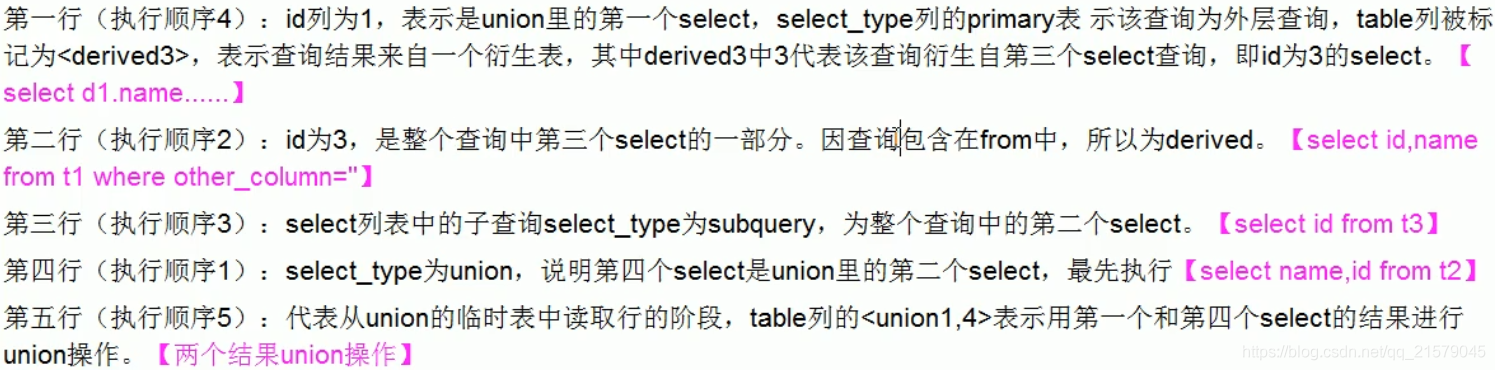 第一行（执行顺序4）：id列为1，表示是union里的第一个select，select_type列的primary表 示该查询为外层查询，table列被标
记为<derived3>，表示查询结果来自一个衍生表，其中derived3中3代表该查询衍生自第三个select查询，即id为3的select。【
select d1.name......】
第二行（执行顺序2）：id为3，是整个查询中第三个select的一部分。因查询包含在from中，所以为derived。【select id,name
from t1 where other_column=''】
第三行（执行顺序3）：select列表中的子查询select_type为subquery，为整个查询中的第二个select。【select id from t3】
第四行（执行顺序1）：select_type为union，说明第四个select是union里的第二个select，最先执行【select name,id from t2】
第五行（执行顺序5）：代表从union的临时表中读取行的阶段，table列的<union1,4>表示用第一个和第四个select的结果进行
union操作。【两个结果union操作】
https://blog.csdn.net/qq_21579045